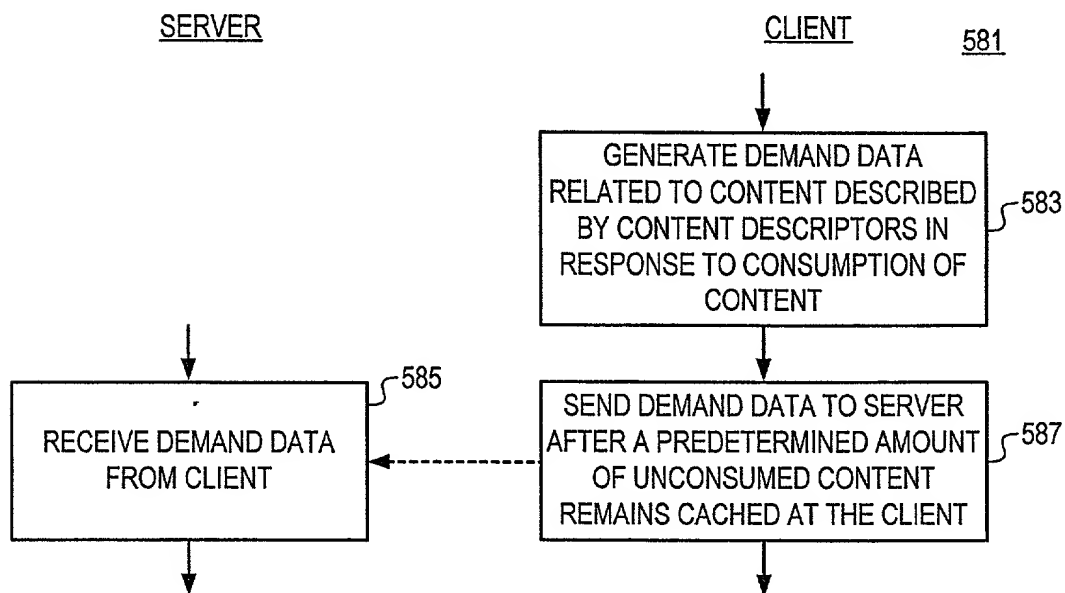 SERVER
CLIENT
581
GENERATE DEMAND DATA
RELATED TO CONTENT DESCRIBED
BY CONTENT DESCRIPTORS IN
RESPONSE TO CONSUMPTION OF
CONTENT
583
585
RECEIVE DEMAND DATA
FROM CLIENT
SEND DEMAND DATA TO SERVER
AFTER A PREDETERMINED AMOUNT
OF UNCONSUMED CONTENT
REMAINS CACHED AT THE CLIENT
587